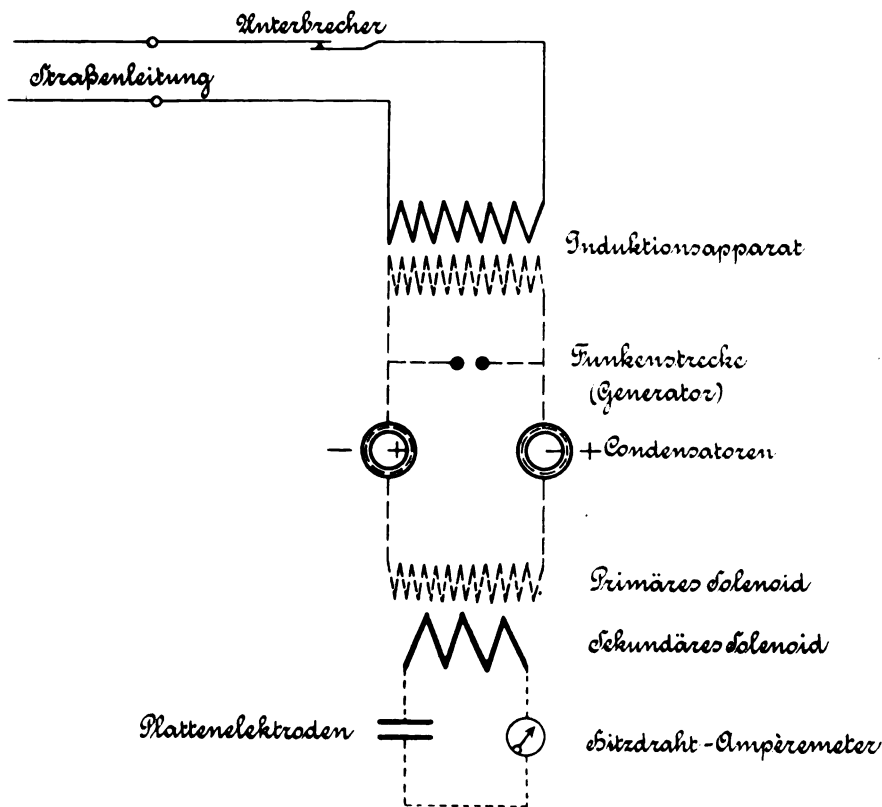 Unterbrecher
Straßenleitung
Induktionsapparat
Funkenstrecke
(Generator)
− + − + Condensatoren
Primäres Solenoid
Sekundäres Solenoid
Plattenelektroden
Hitzdraht-Ampèremeter